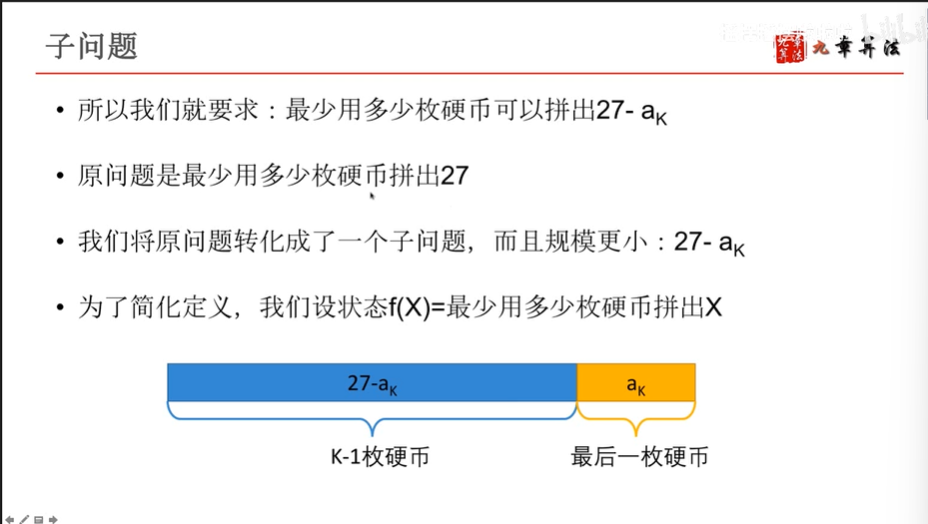 子问题
九章算法
• 所以我们就要求：最少用多少枚硬币可以拼出27- aK
• 原问题是最少用多少枚硬币拼出27
• 我们将原问题转化成了一个子问题，而且规模更小：27- aK
• 为了简化定义，我们设状态f(X)=最少用多少枚硬币拼出X
27-aK
aK
K-1枚硬币
最后一枚硬币